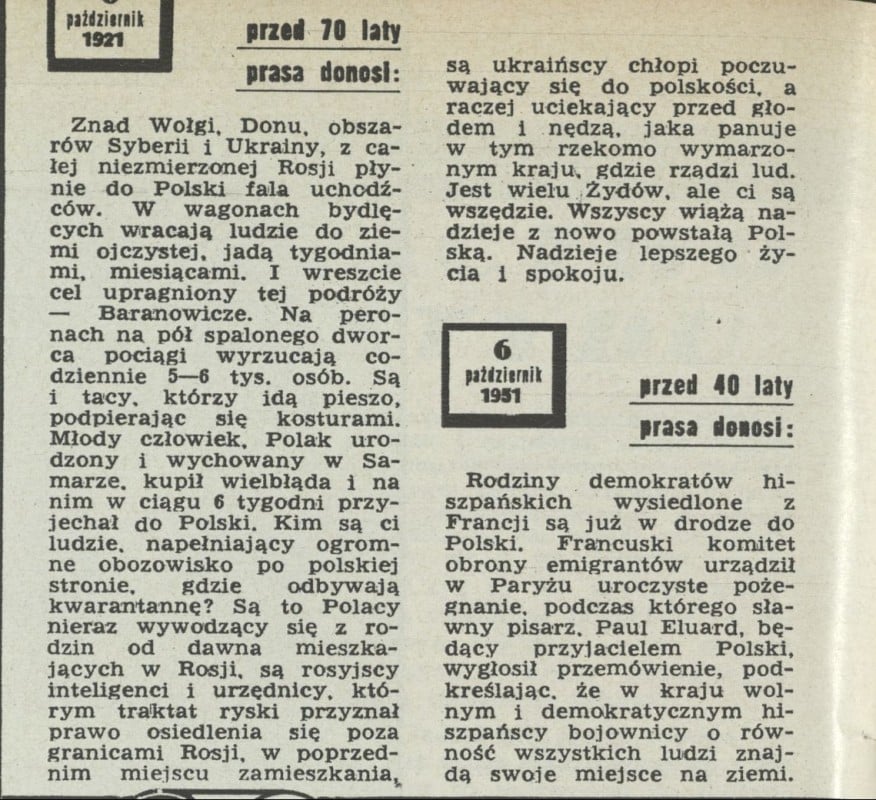 październik
1921
przed 70 laty
prasa donosi:
Znad Wołgi, Donu, obsza-
rów Syberii i Ukrainy, z ca-
łej niezmierzonej Rosji pły-
nie do Polski fala uchodź-
ców. W wagonach bydlę-
cych wracają ludzie do zie-
mi ojczystej, jadą tygodnia-
mi, miesiącami. I wreszcie
cel upragniony tej podróży
— Baranowicze. Na pero-
nach na pół spalonego dwor-
ca pociągi wyrzucają co-
dziennie 5—6 tys. osób. Są
i tacy, którzy idą pieszo,
podpierając się kosturami.
Młody człowiek, Polak uro-
dzony i wychowany w Sa-
marze, kupił wielbłąda i na
nim w ciągu 6 tygodni przy-
jechał do Polski. Kim są ci
ludzie, napełniający ogrom-
ne obozowisko po polskiej
stronie, gdzie odbywają
kwarantannę? Są to Polacy
nieraz wywodzący się z ro-
dzin od dawna mieszka-
jących w Rosji, są rosyjscy
inteligenci i urzędnicy, któ-
rym traktat ryski przyznał
prawo osiedlenia się poza
granicami Rosji, w poprzed-
nim miejscu zamieszkania,
są ukraińscy chłopi poczu-
wający się do polskości, a
raczej uciekający przed gło-
dem i nędzą, jaka panuje
w tym rzekomo wymarzo-
nym kraju, gdzie rządzi lud.
Jest wielu Żydów, ale ci są
wszędzie. Wszyscy wiążą na-
dzieje z nowo powstałą Pol-
ską. Nadzieje lepszego ży-
cia i spokoju.
6
październik
1951
przed 40 laty
prasa donosi:
Rodziny demokratów hi-
szpańskich wysiedlone z
Francji są już w drodze do
Polski. Francuski komitet
obrony emigrantów urządził
w Paryżu uroczyste poże-
gnanie, podczas którego sła-
wny pisarz, Paul Eluard, bę-
dący przyjacielem Polski,
wygłosił przemówienie, pod-
kreślając, że w kraju wol-
nym i demokratycznym hi-
szpańscy bojownicy o rów-
ność wszystkich ludzi znaj-
dą swoje miejsce na ziemi.